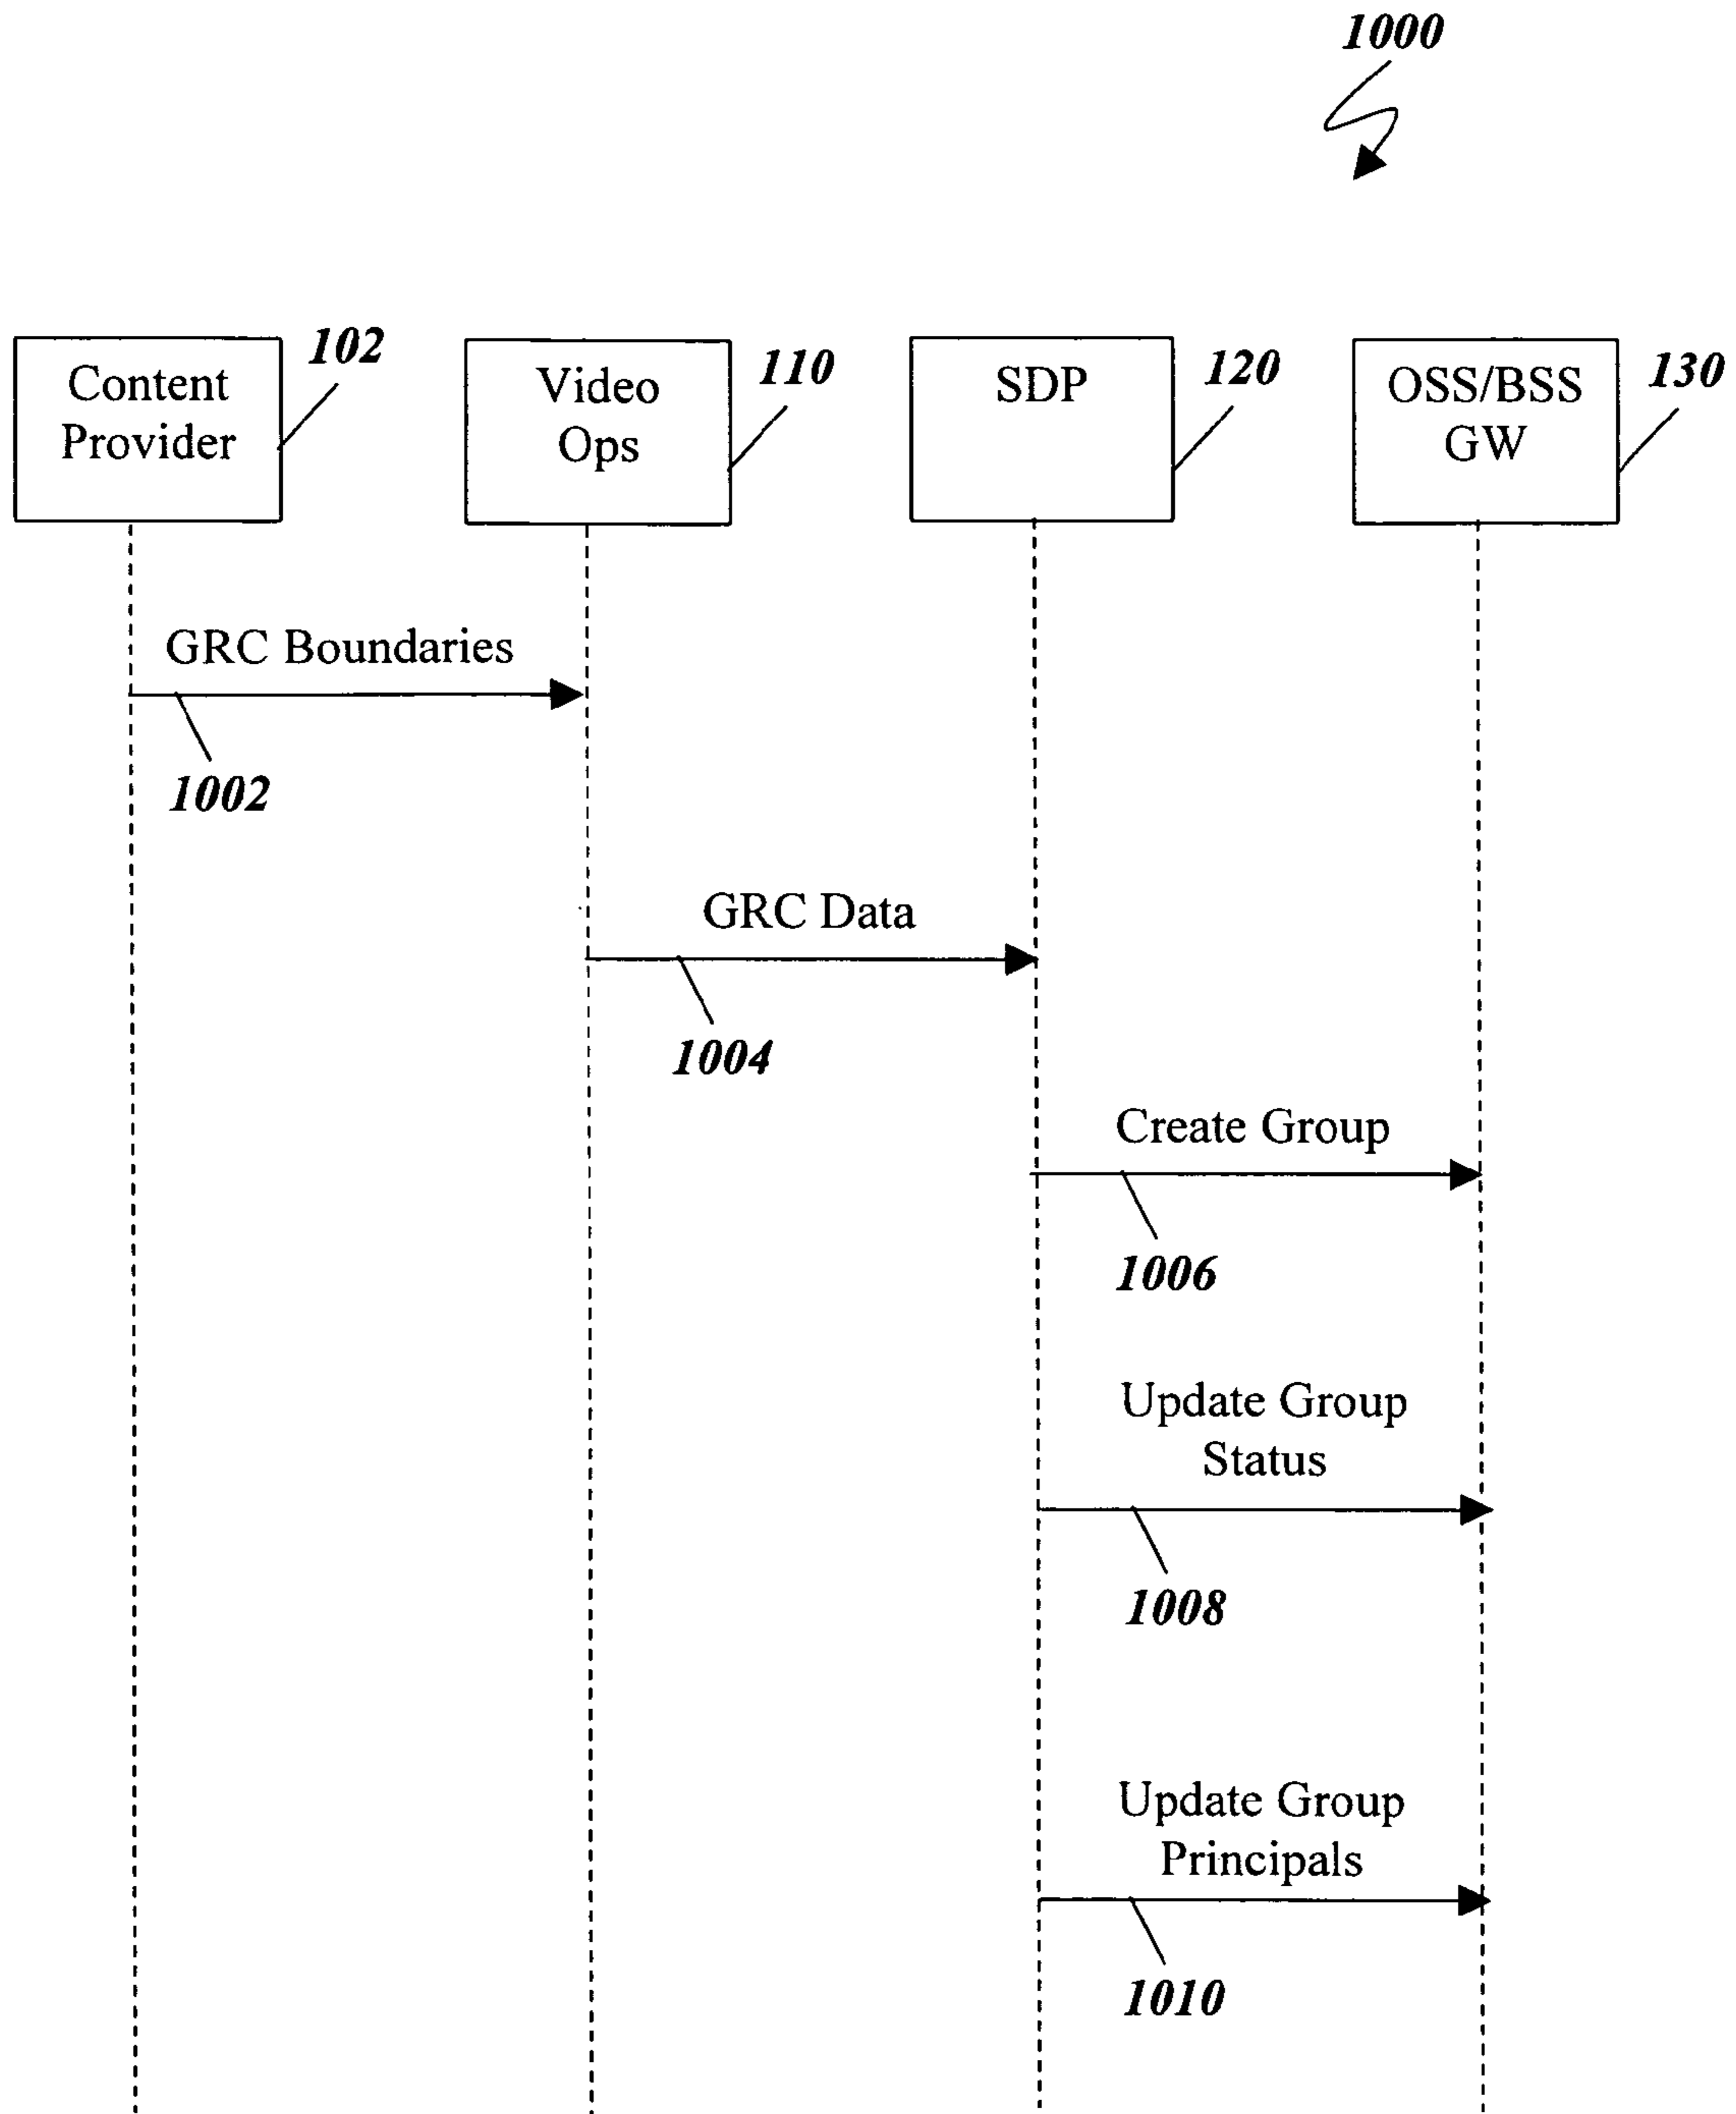 1000
Content
Provider
102
Video
Ops
110
SDP
120
OSS/BSS
GW
130
GRC Boundaries
1002
GRC Data
1004
Create Group
1006
Update Group
Status
1008
Update Group
Principals
1010